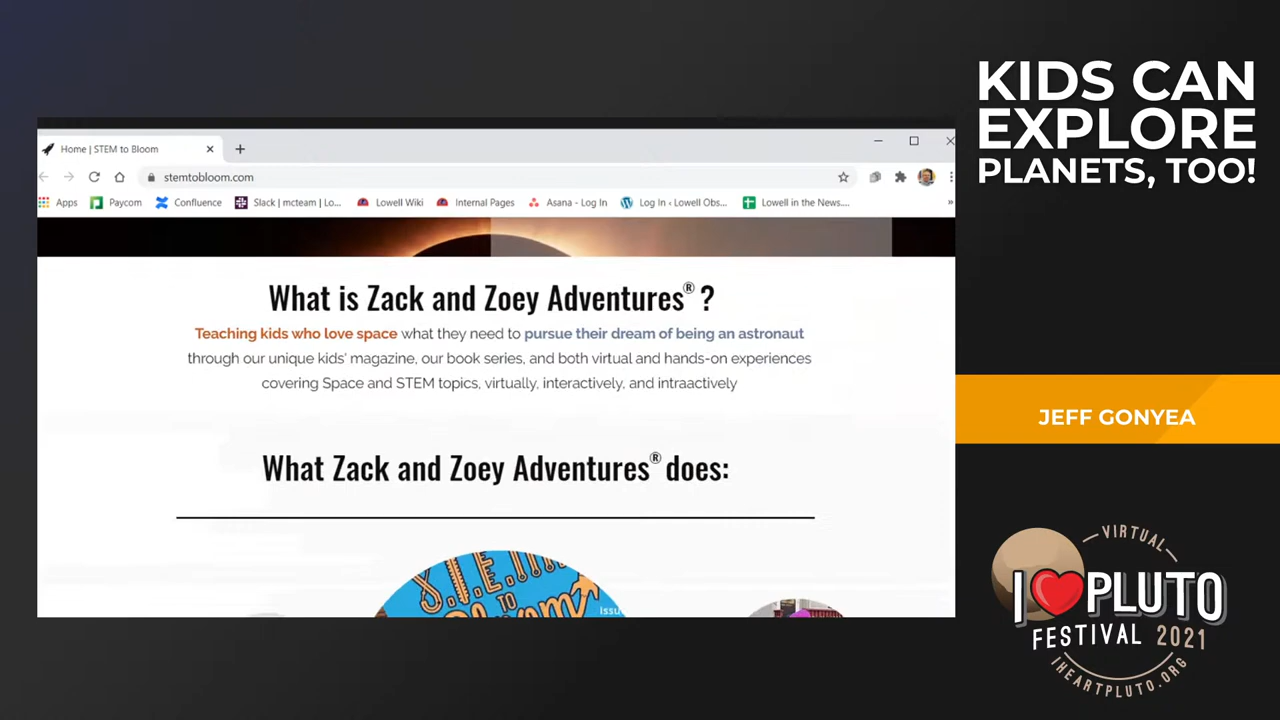 KIDS CAN
EXPLORE
PLANETS, TOO!
Home | STEM to Bloom
stemtobloom.com
Apps
Paycom
Confluence
Slack | mcteam | Lo...
Lowell Wiki
Internal Pages
Asana - Log In
Log In ‹ Lowell Obs...
Lowell in the News....
What is Zack and Zoey Adventures® ?
Teaching kids who love space what they need to pursue their dream of being an astronaut
through our unique kids' magazine, our book series, and both virtual and hands-on experiences
covering Space and STEM topics, virtually, interactively, and intraactively
What Zack and Zoey Adventures® does:
S.T.E.M.
TO
Bloom
Issu
JEFF GONYEA
VIRTUAL
I PLUTO
FESTIVAL 2021
IHEARTPLUTO.ORG